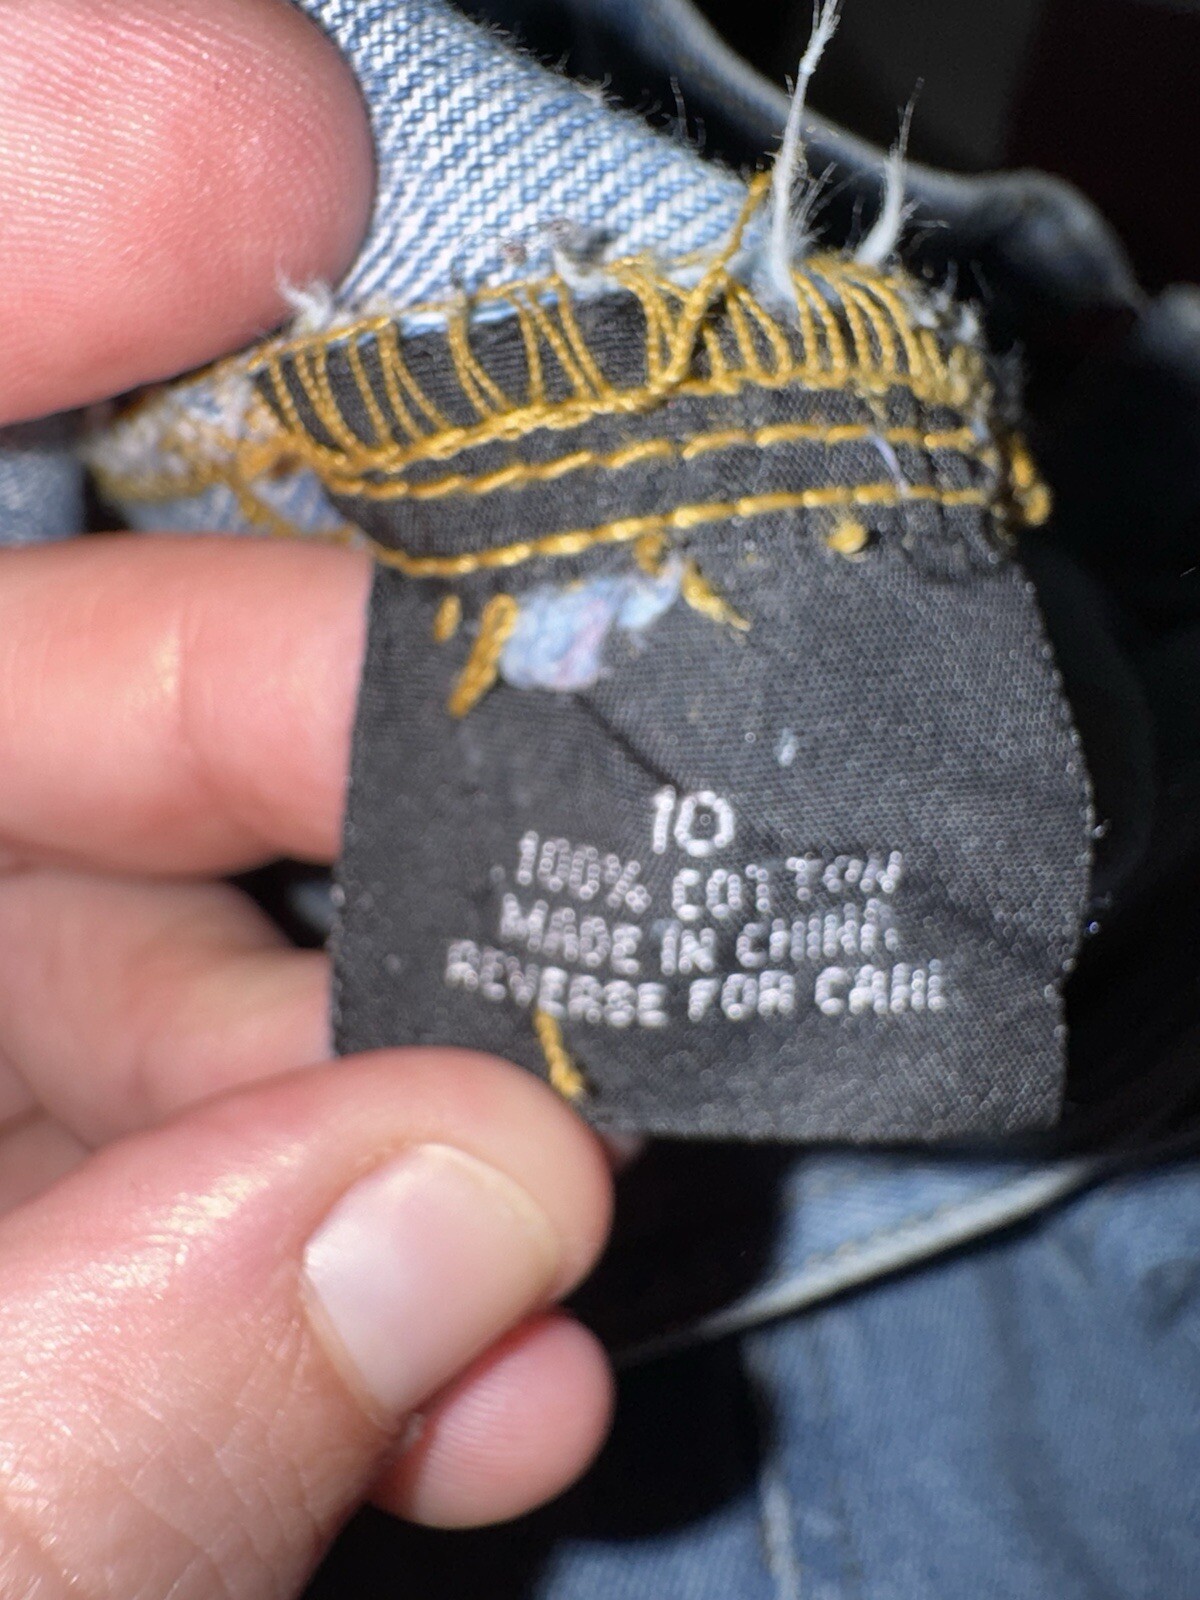 10
100% COTTON
MADE IN CHINA
REVERSE FOR CARE